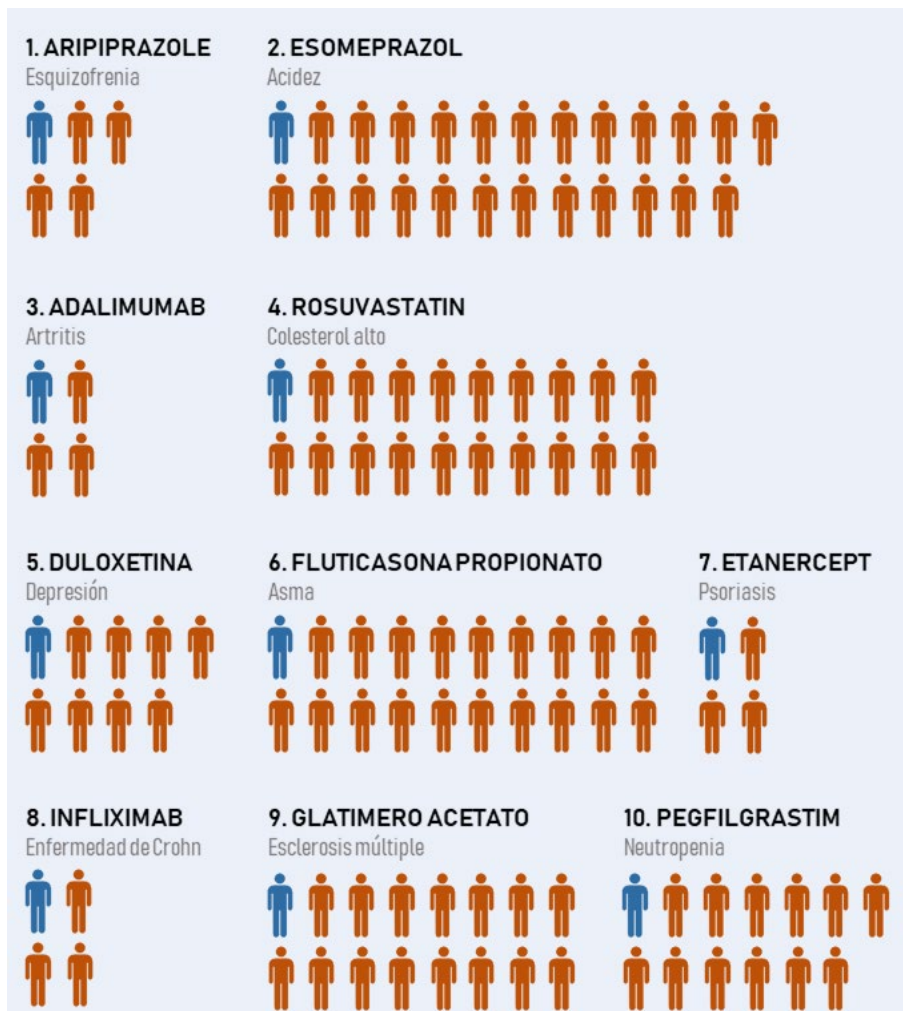 1. ARIPIPRAZOLE
Esquizofrenia
2. ESOMEPRAZOL
Acidez
3. ADALIMUMAB
Artritis
4. ROSUVASTATIN
Colesterol alto
5. DULOXETINA
Depresión
6. FLUTICASONA PROPIONATO
Asma
7. ETANERCEPT
Psoriasis
8. INFLIXIMAB
Enfermedad de Crohn
9. GLATIMERO ACETATO
Esclerosis múltiple
10. PEGFILGRASTIM
Neutropenia